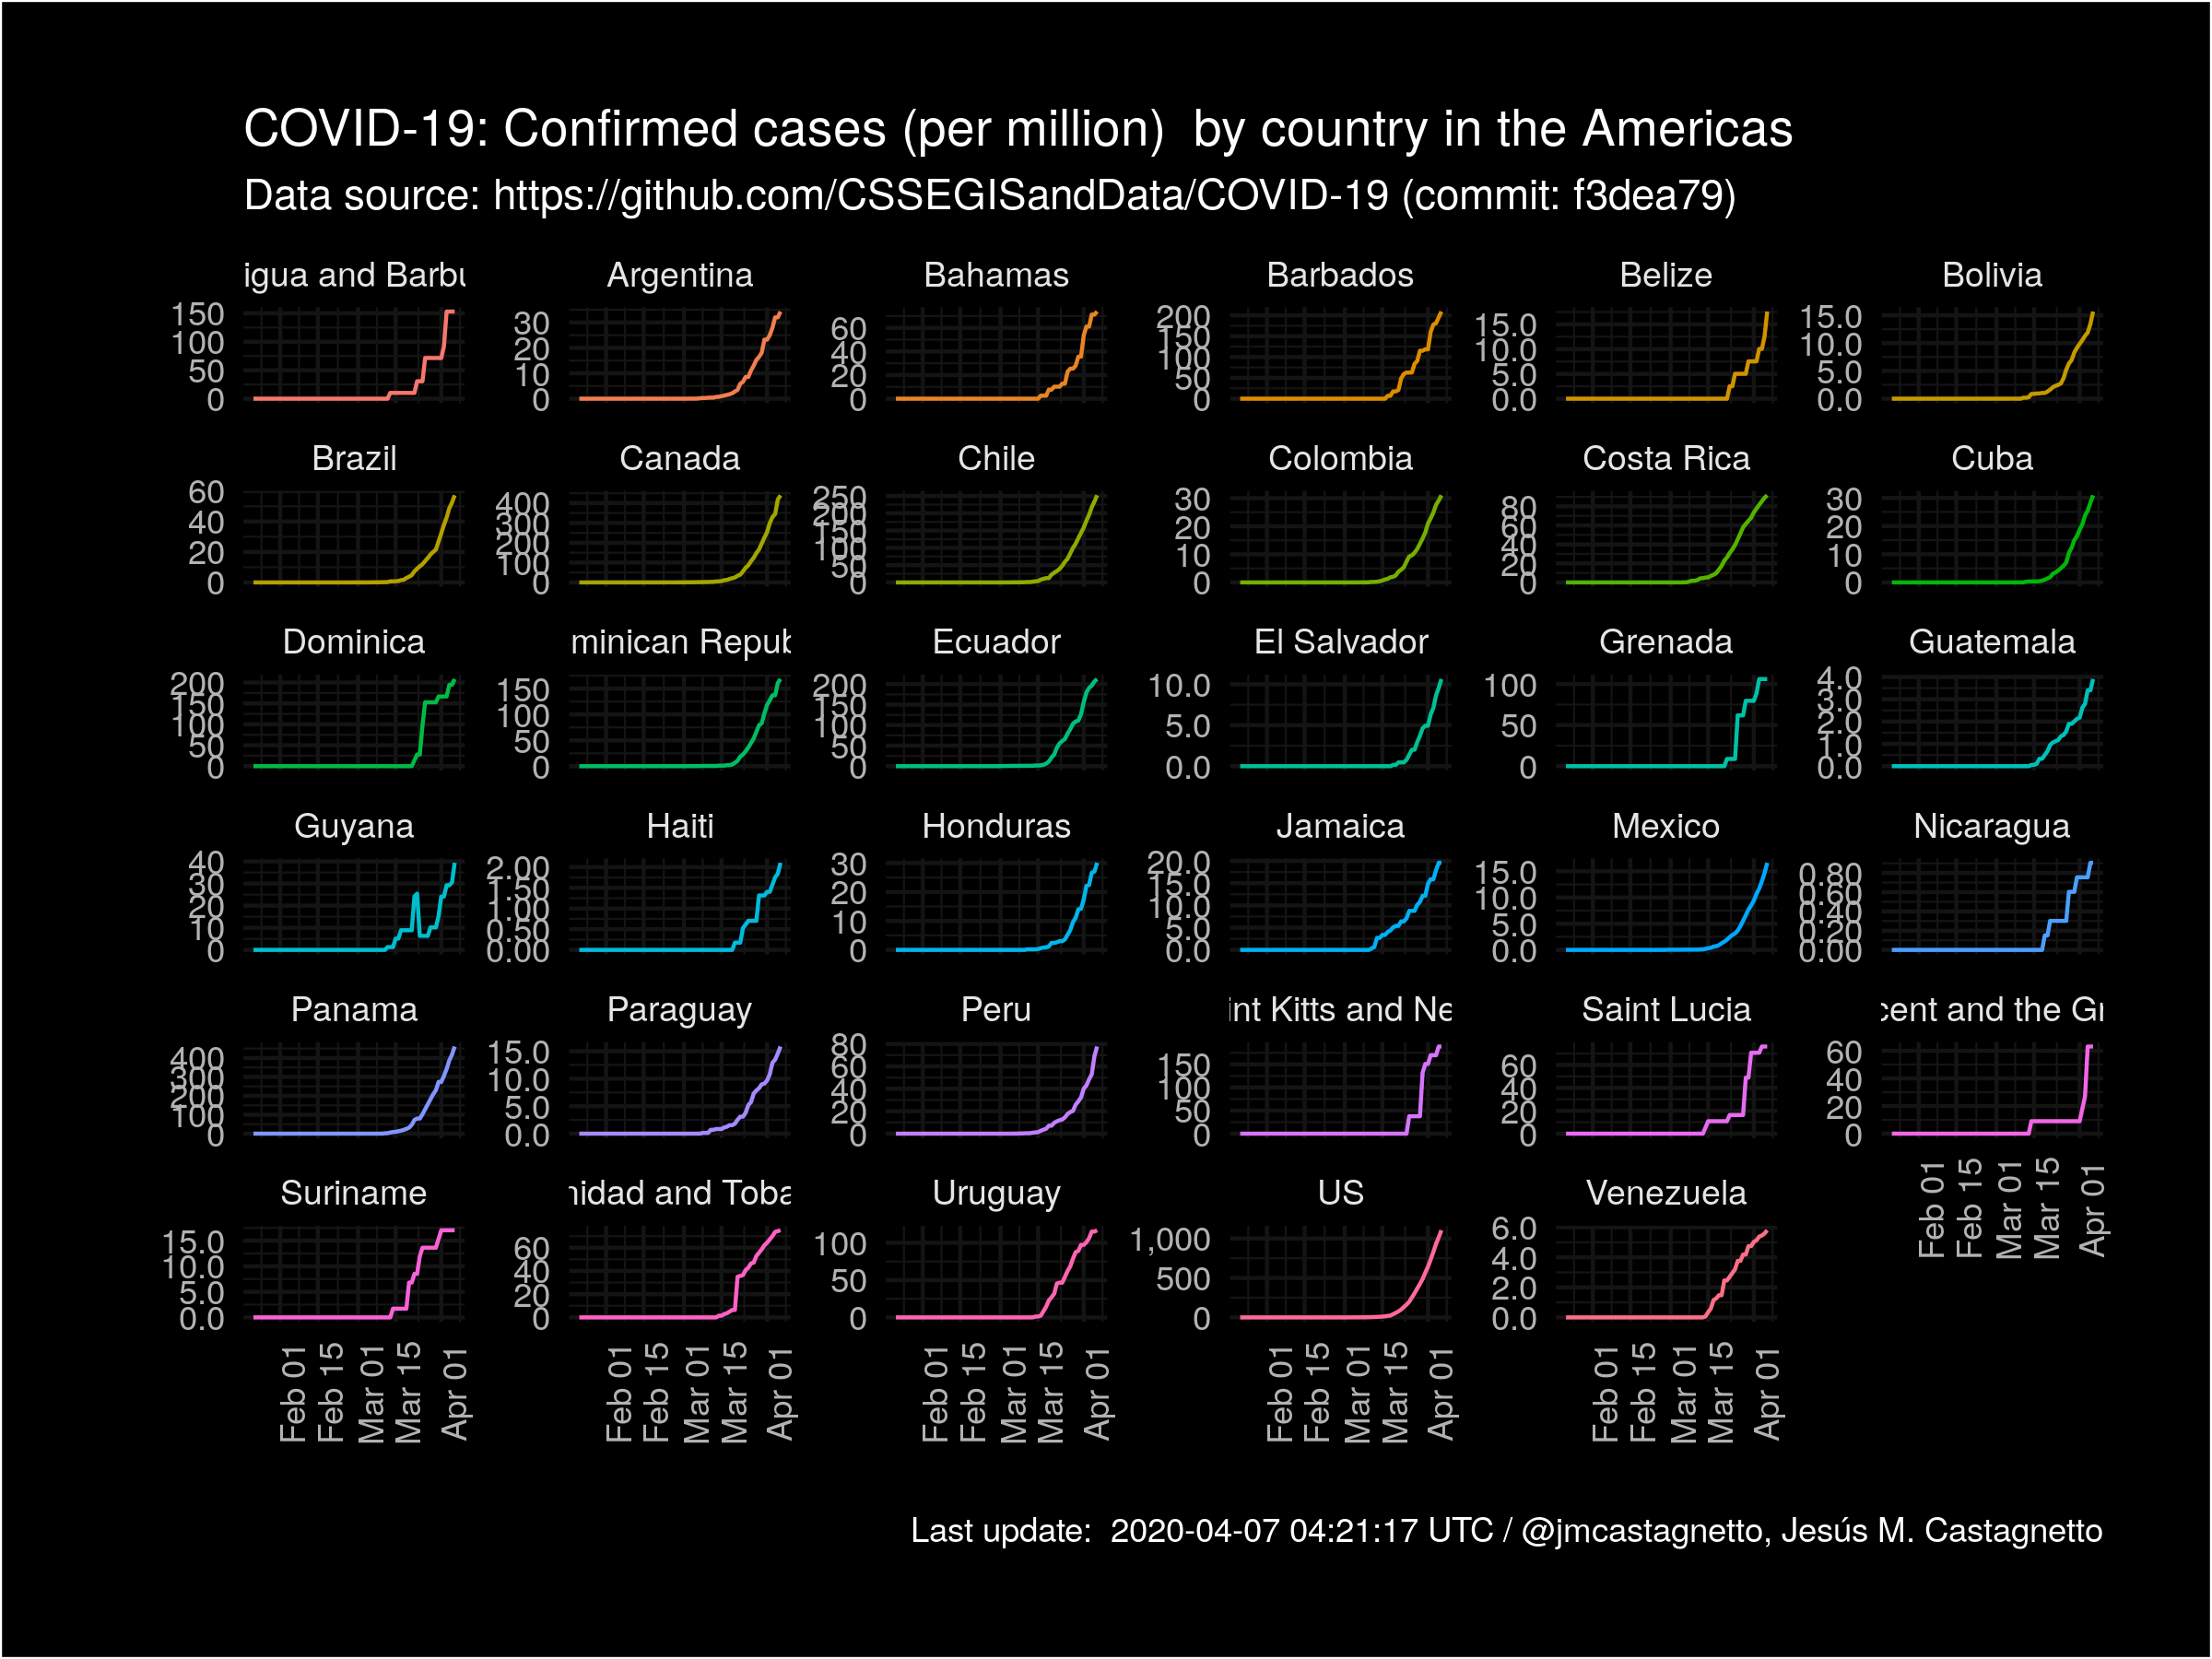 COVID-19: Confirmed cases (per million)  by country in the Americas
Data source: https://github.com/CSSEGISandData/COVID-19 (commit: f3dea79)
igua and Barbu
150
100
50
0
Argentina
30
20
10
0
Bahamas
60
40
20
0
Barbados
200
150
100
50
0
Belize
15.0
10.0
5.0
0.0
Bolivia
15.0
10.0
5.0
0.0
Brazil
60
40
20
0
Canada
400
300
200
100
0
Chile
250
200
150
100
50
0
Colombia
30
20
10
0
Costa Rica
80
60
40
20
0
Cuba
30
20
10
0
Dominica
200
150
100
50
0
minican Repub
150
100
50
0
Ecuador
200
150
100
50
0
El Salvador
10.0
5.0
0.0
Grenada
100
50
0
Guatemala
4.0
3.0
2.0
1.0
0.0
Guyana
40
30
20
10
0
Haiti
2.00
1.50
1.00
0.50
0.00
Honduras
30
20
10
0
Jamaica
20.0
15.0
10.0
5.0
0.0
Mexico
15.0
10.0
5.0
0.0
Nicaragua
0.80
0.60
0.40
0.20
0.00
Panama
400
300
200
100
0
Paraguay
15.0
10.0
5.0
0.0
Peru
80
60
40
20
0
int Kitts and Ne
150
100
50
0
Saint Lucia
60
40
20
0
cent and the Gr
60
40
20
0
Feb 01
Feb 15
Mar 01
Mar 15
Apr 01
Suriname
15.0
10.0
5.0
0.0
Feb 01
Feb 15
Mar 01
Mar 15
Apr 01
nidad and Toba
60
40
20
0
Feb 01
Feb 15
Mar 01
Mar 15
Apr 01
Uruguay
100
50
0
Feb 01
Feb 15
Mar 01
Mar 15
Apr 01
US
1,000
500
0
Feb 01
Feb 15
Mar 01
Mar 15
Apr 01
Venezuela
6.0
4.0
2.0
0.0
Feb 01
Feb 15
Mar 01
Mar 15
Apr 01
Last update:  2020-04-07 04:21:17 UTC / @jmcastagnetto, Jesús M. Castagnetto